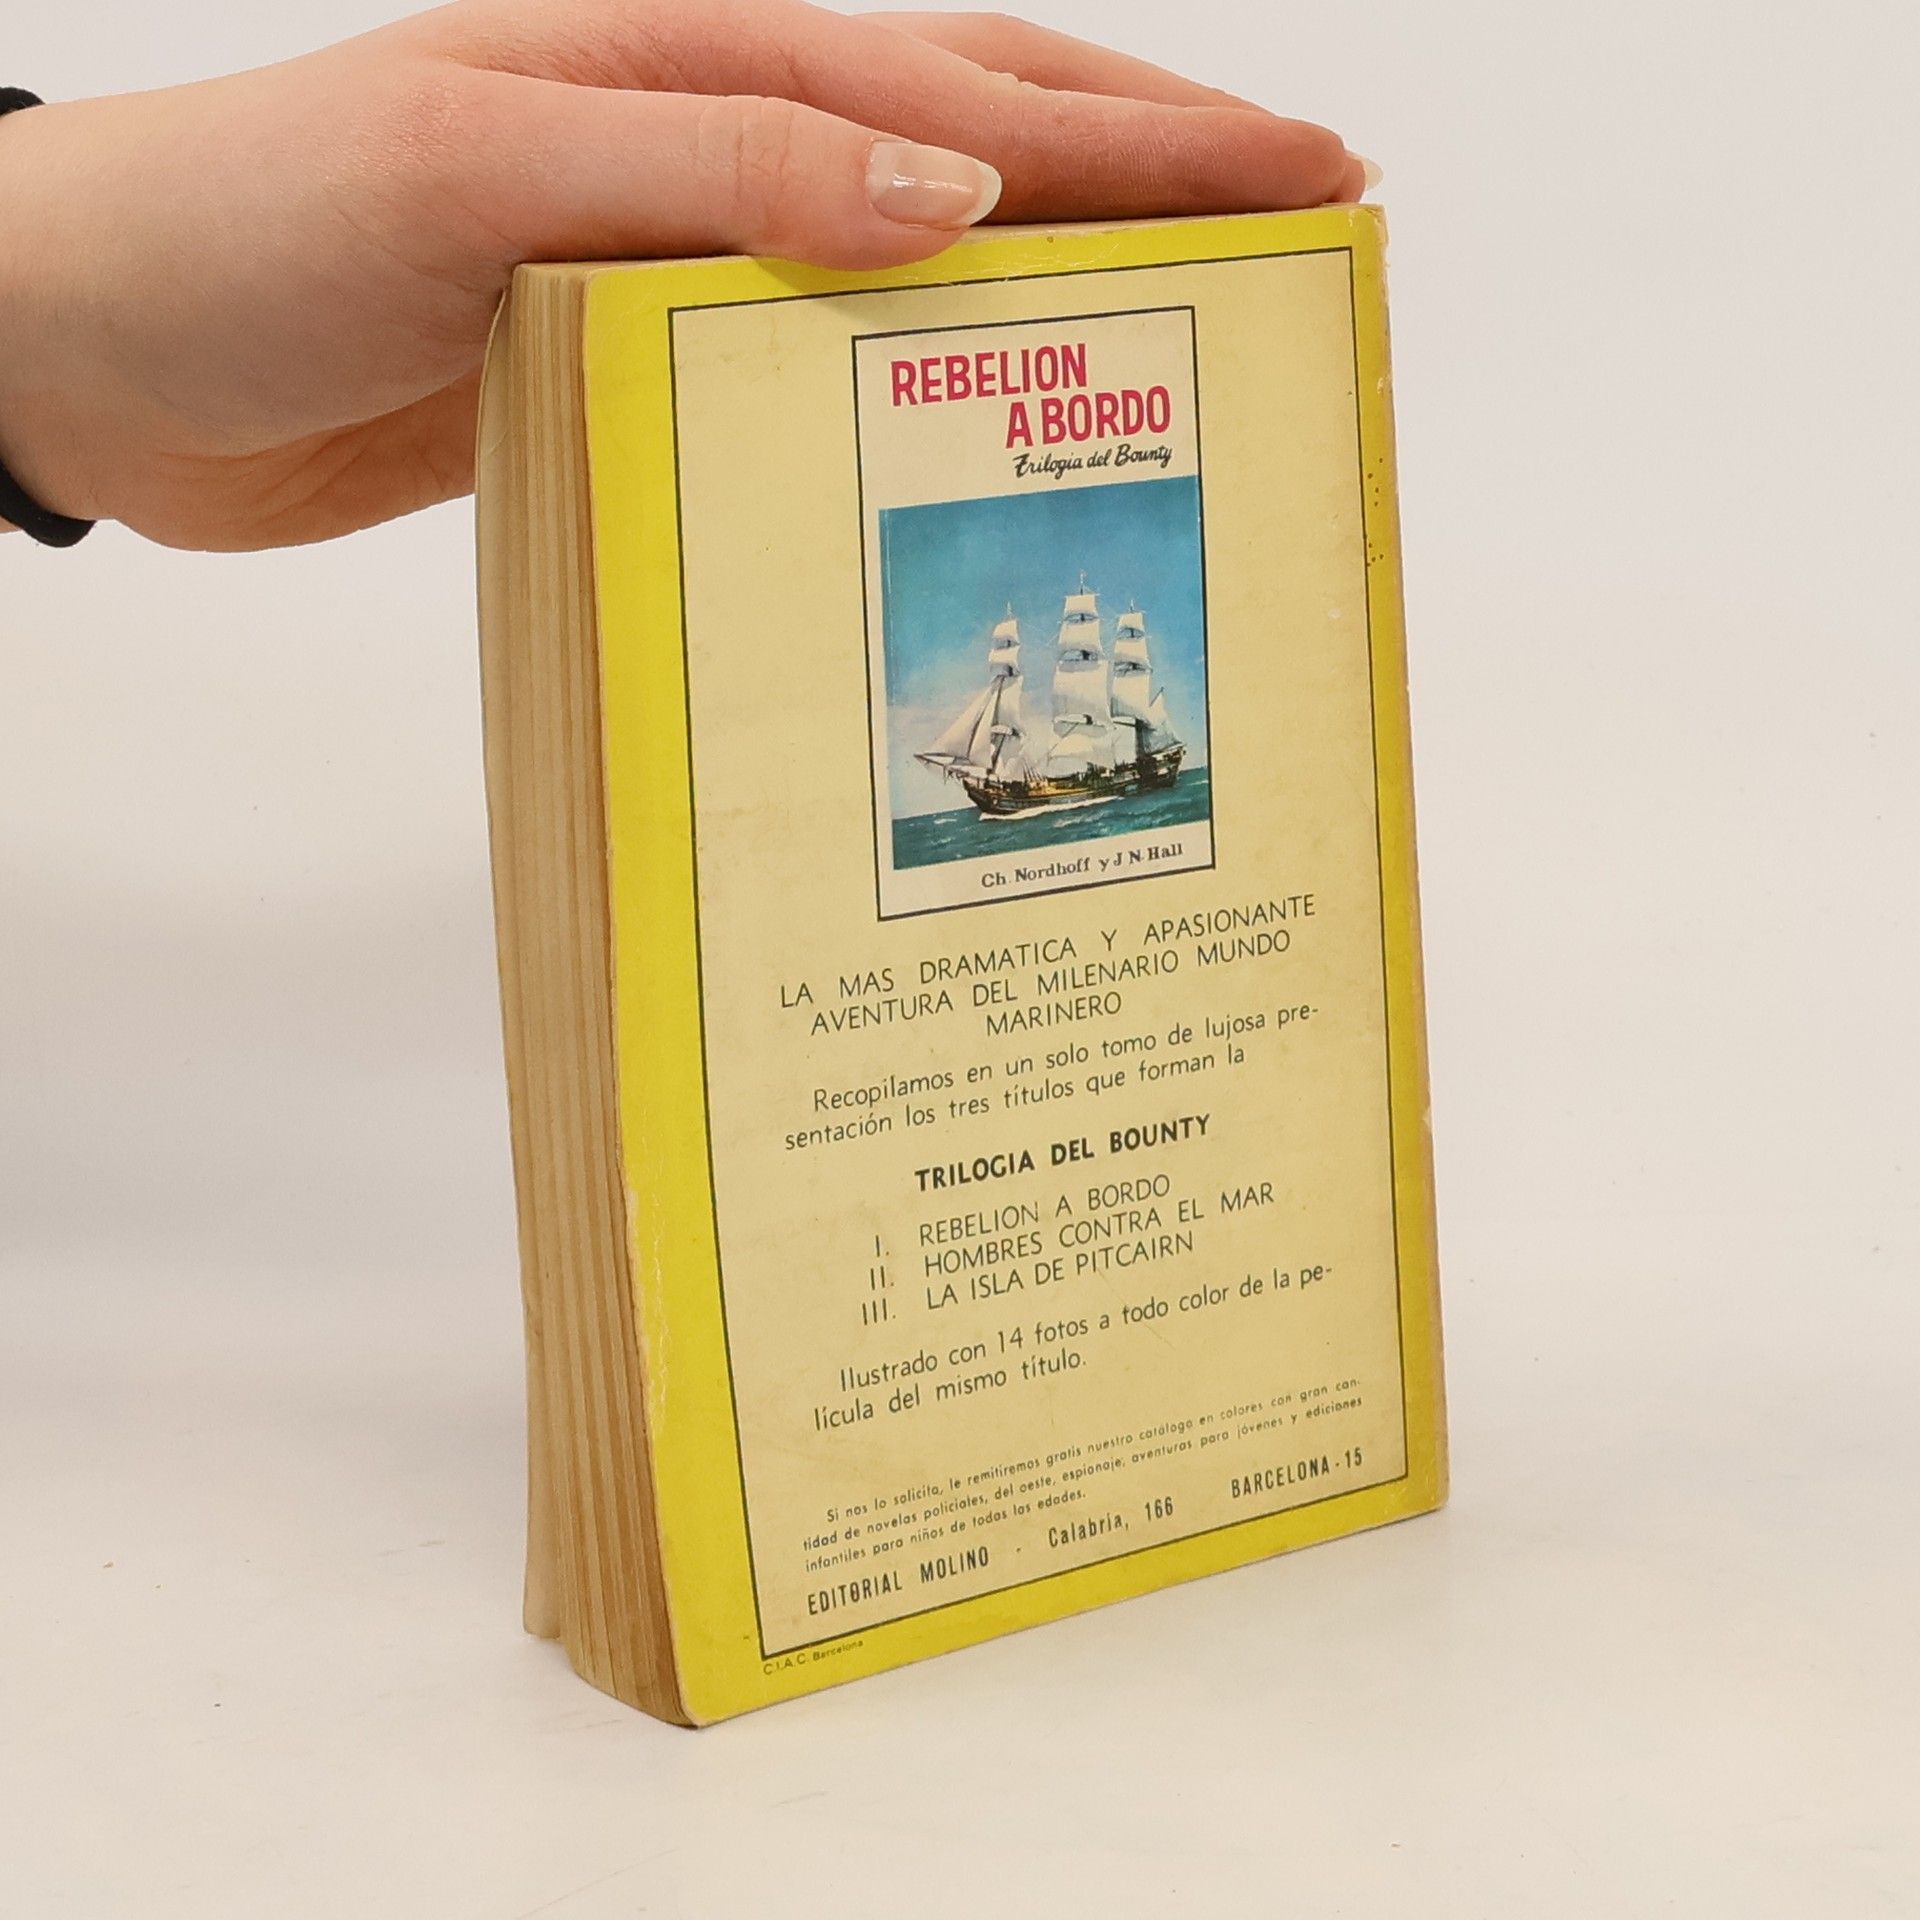 REBELION
A BORDO
Trilogia del Bounty
Ch. Nordhoff y J N. Hall
LA MAS DRAMATICA Y APASIONANTE
AVENTURA DEL MILENARIO MUNDO
MARINERO
Recopilamos en un solo tomo de lujosa pre-
sentación los tres títulos que forman la
TRILOGIA DEL BOUNTY
I. REBELION A BORDO
II. HOMBRES CONTRA EL MAR
III. LA ISLA DE PITCAIRN
Ilustrado con 14 fotos a todo color de la pe-
lícula del mismo título.
Si nos lo solicita, le remitiremos gratis nuestro catálogo en colores con gran can-
tidad de novelas policiales, del oeste, espionaje; aventuras para jóvenes y ediciones
infantiles para niños de todas las edades.
EDITORIAL MOLINO - Calabria, 166 BARCELONA-15
C.I.A.C. Barcelona